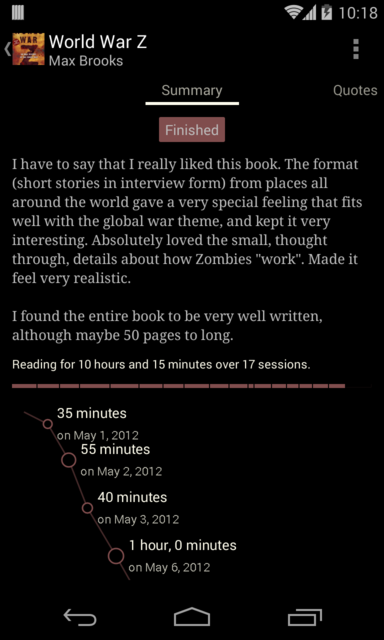 10:18
World War Z
Max Brooks
Summary
Quotes
Finished
I have to say that I really liked this book. The format
(short stories in interview form) from places all
around the world gave a very special feeling that fits
well with the global war theme, and kept it very
interesting. Absolutely loved the small, thought
through, details about how Zombies "work". Made it
feel very realistic.
I found the entire book to be very well written,
although maybe 50 pages to long.
Reading for 10 hours and 15 minutes over 17 sessions.
35 minutes
on May 1, 2012
55 minutes
on May 2, 2012
40 minutes
on May 3, 2012
1 hour, 0 minutes
on May 6, 2012